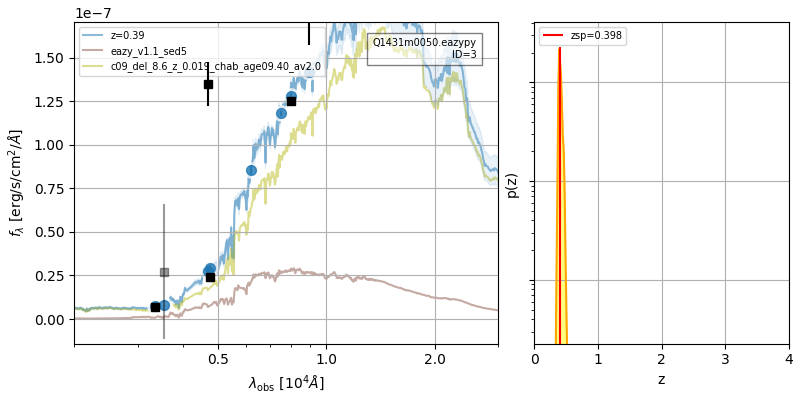 1e−7
z=0.39
eazy_v1.1_sed5
c09_del_8.6_z_0.019_chab_age09.40_av2.0
Q1431m0050.eazypy
ID=3
1.50
1.25
1.00
0.75
0.50
0.25
0.00
fλ [erg/s/cm²/Å]
0.5
1.0
2.0
λobs [10⁴Å]
zsp=0.398
p(z)
0
1
2
3
4
z